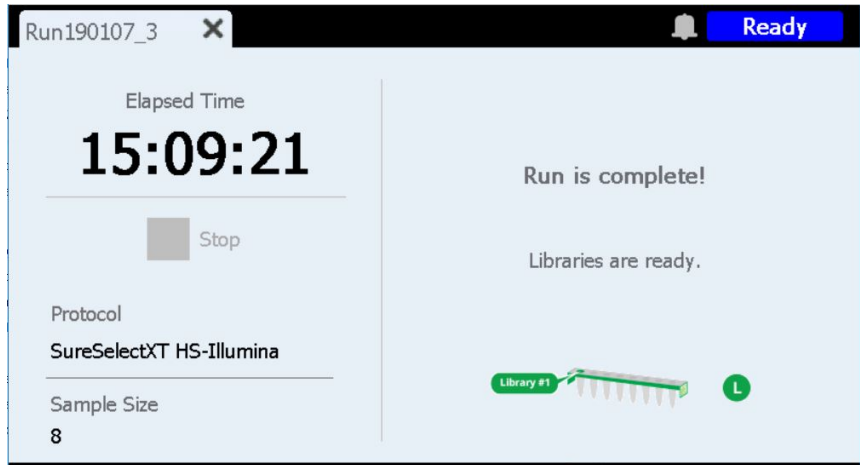 Run190107_3
Ready
Elapsed Time
15:09:21
Stop
Protocol
SureSelectXT HS-Illumina
Sample Size
8
Run is complete!
Libraries are ready.
Library #1
L